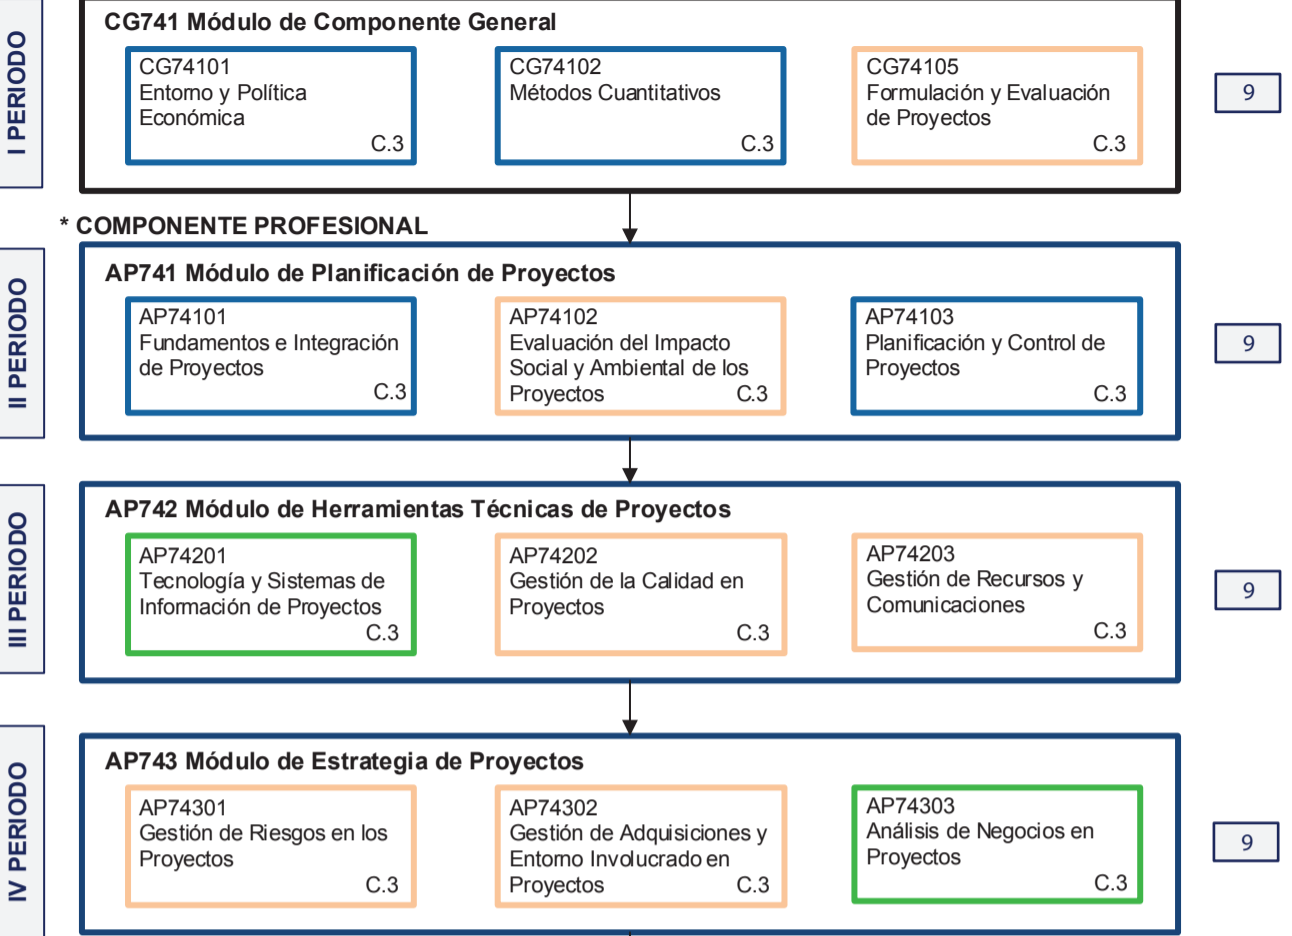 I PERIODO
CG741 Módulo de Componente General
CG74101
Entorno y Política
Económica
C.3
CG74102
Métodos Cuantitativos
C.3
CG74105
Formulación y Evaluación
de Proyectos
C.3
9
* COMPONENTE PROFESIONAL
II PERIODO
AP741 Módulo de Planificación de Proyectos
AP74101
Fundamentos e Integración
de Proyectos
C.3
AP74102
Evaluación del Impacto
Social y Ambiental de los
Proyectos C.3
AP74103
Planificación y Control de
Proyectos
C.3
9
III PERIODO
AP742 Módulo de Herramientas Técnicas de Proyectos
AP74201
Tecnología y Sistemas de
Información de Proyectos
C.3
AP74202
Gestión de la Calidad en
Proyectos
C.3
AP74203
Gestión de Recursos y
Comunicaciones
C.3
9
IV PERIODO
AP743 Módulo de Estrategia de Proyectos
AP74301
Gestión de Riesgos en los
Proyectos
C.3
AP74302
Gestión de Adquisiciones y
Entorno Involucrado en
Proyectos C.3
AP74303
Análisis de Negocios en
Proyectos
C.3
9